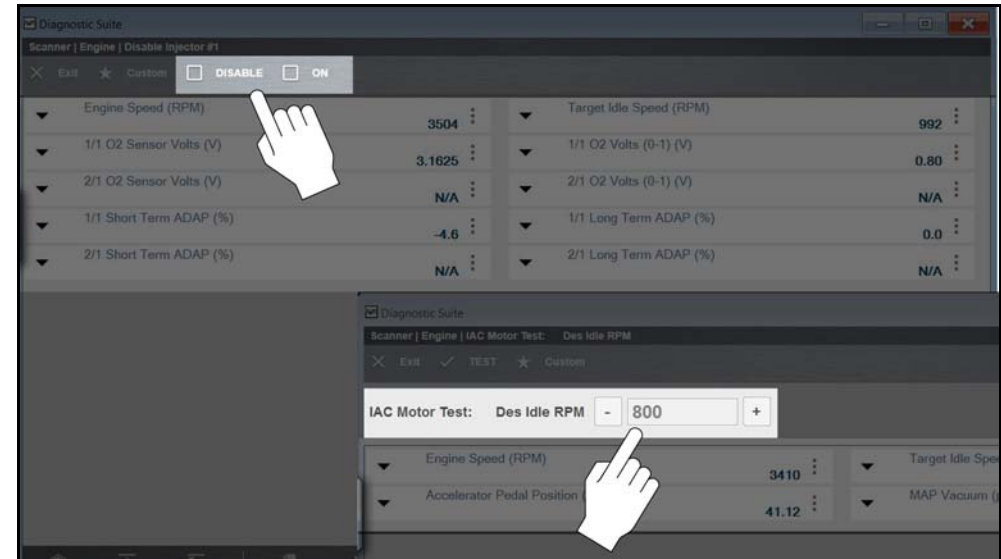 Diagnostic Suite
Scanner | Engine | Disable Injector #1
Exit Custom DISABLE ON
Engine Speed (RPM) 3504 Target Idle Speed (RPM) 992
1/1 O2 Sensor Volts (V) 3.1625 1/1 O2 Volts (0-1) (V) 0.80
2/1 O2 Sensor Volts (V) N/A 2/1 O2 Volts (0-1) (V) N/A
1/1 Short Term ADAP (%) -4.6 1/1 Long Term ADAP (%) 0.0
2/1 Short Term ADAP (%) N/A 2/1 Long Term ADAP (%) N/A
Diagnostic Suite
Scanner | Engine | IAC Motor Test: Des Idle RPM
Exit TEST Custom
IAC Motor Test: Des Idle RPM - 800 +
Engine Speed (RPM) 3410 Target Idle Spee
Accelerator Pedal Position ( 41.12 MAP Vacuum (